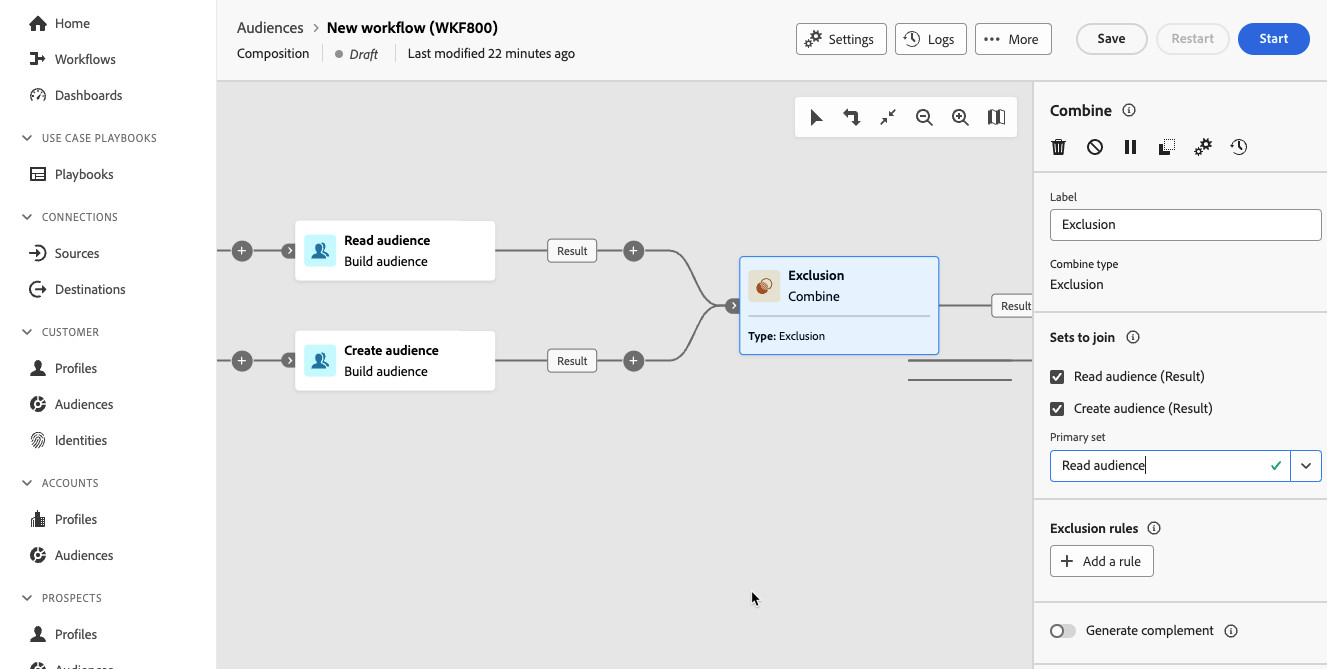 Home
Workflows
Dashboards
USE CASE PLAYBOOKS
Playbooks
CONNECTIONS
Sources
Destinations
CUSTOMER
Profiles
Audiences
Identities
ACCOUNTS
Profiles
Audiences
PROSPECTS
Profiles
Audiences
Audiences > New workflow (WKF800)
Composition Draft Last modified 22 minutes ago
Settings Logs ••• More Save Restart Start
Read audience
Build audience
Result
Create audience
Build audience
Result
Exclusion
Combine
Type: Exclusion
Result
Combine
Label
Exclusion
Combine type
Exclusion
Sets to join
Read audience (Result)
Create audience (Result)
Primary set
Read audience
Exclusion rules
+ Add a rule
Generate complement